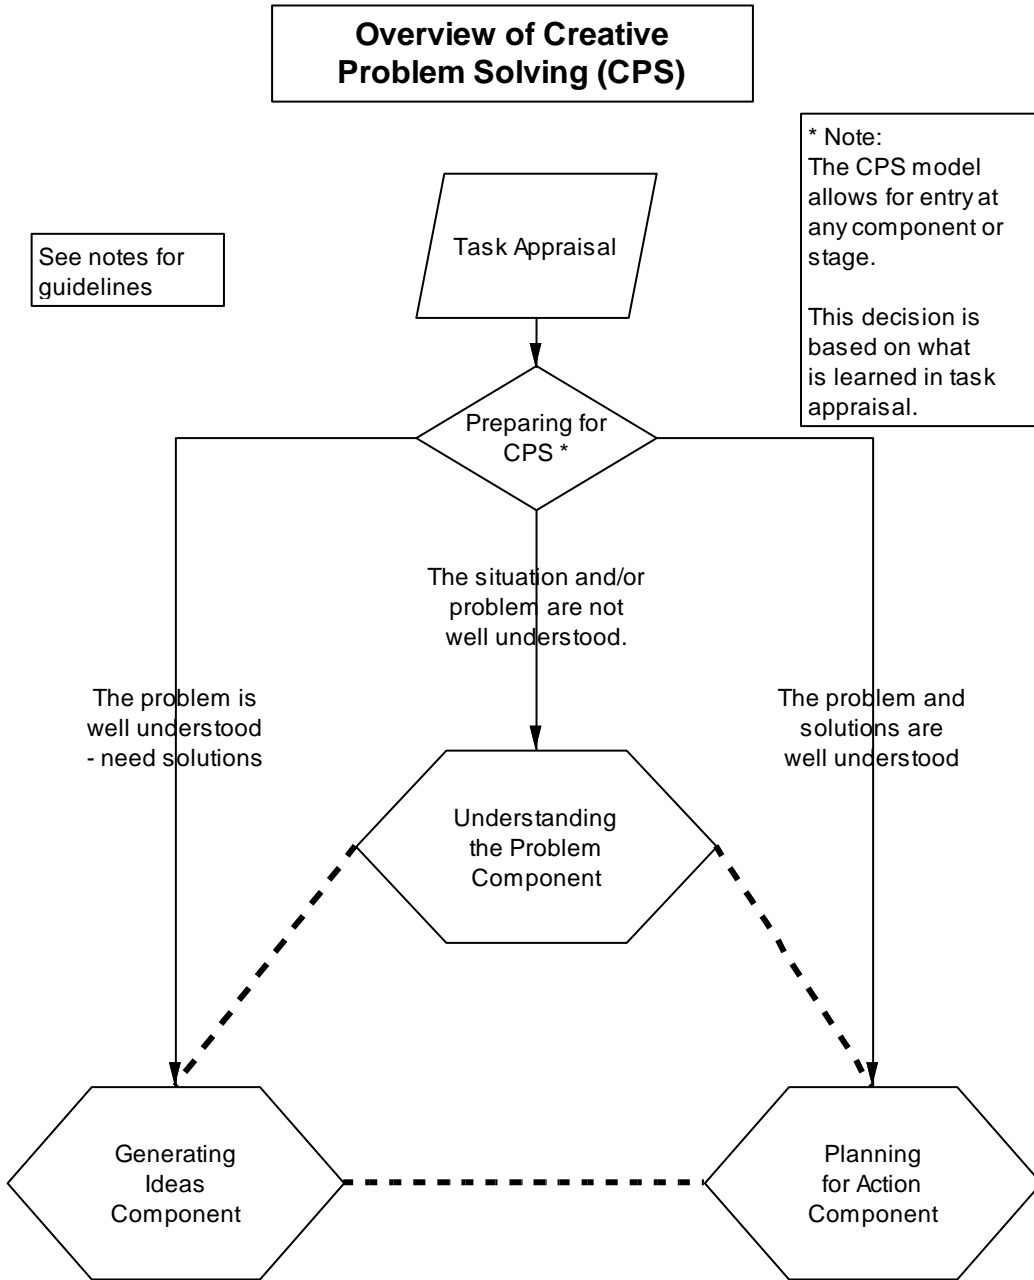 Overview of Creative
Problem Solving (CPS)
* Note:
The CPS model
allows for entry at
any component or
stage.
This decision is
based on what
is learned in task
appraisal.
See notes for
guidelines
Task Appraisal
Preparing for
CPS *
The situation and/or
problem are not
well understood.
The problem is
well understood
- need solutions
The problem and
solutions are
well understood
Understanding
the Problem
Component
Generating
Ideas
Component
Planning
for Action
Component